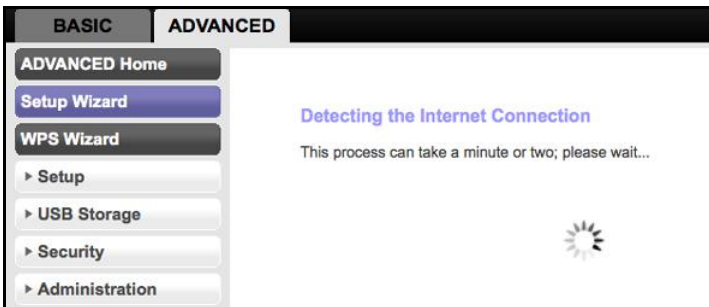 BASIC ADVANCED
ADVANCED Home
Setup Wizard
WPS Wizard
Setup
USB Storage
Security
Administration
Detecting the Internet Connection
This process can take a minute or two; please wait...